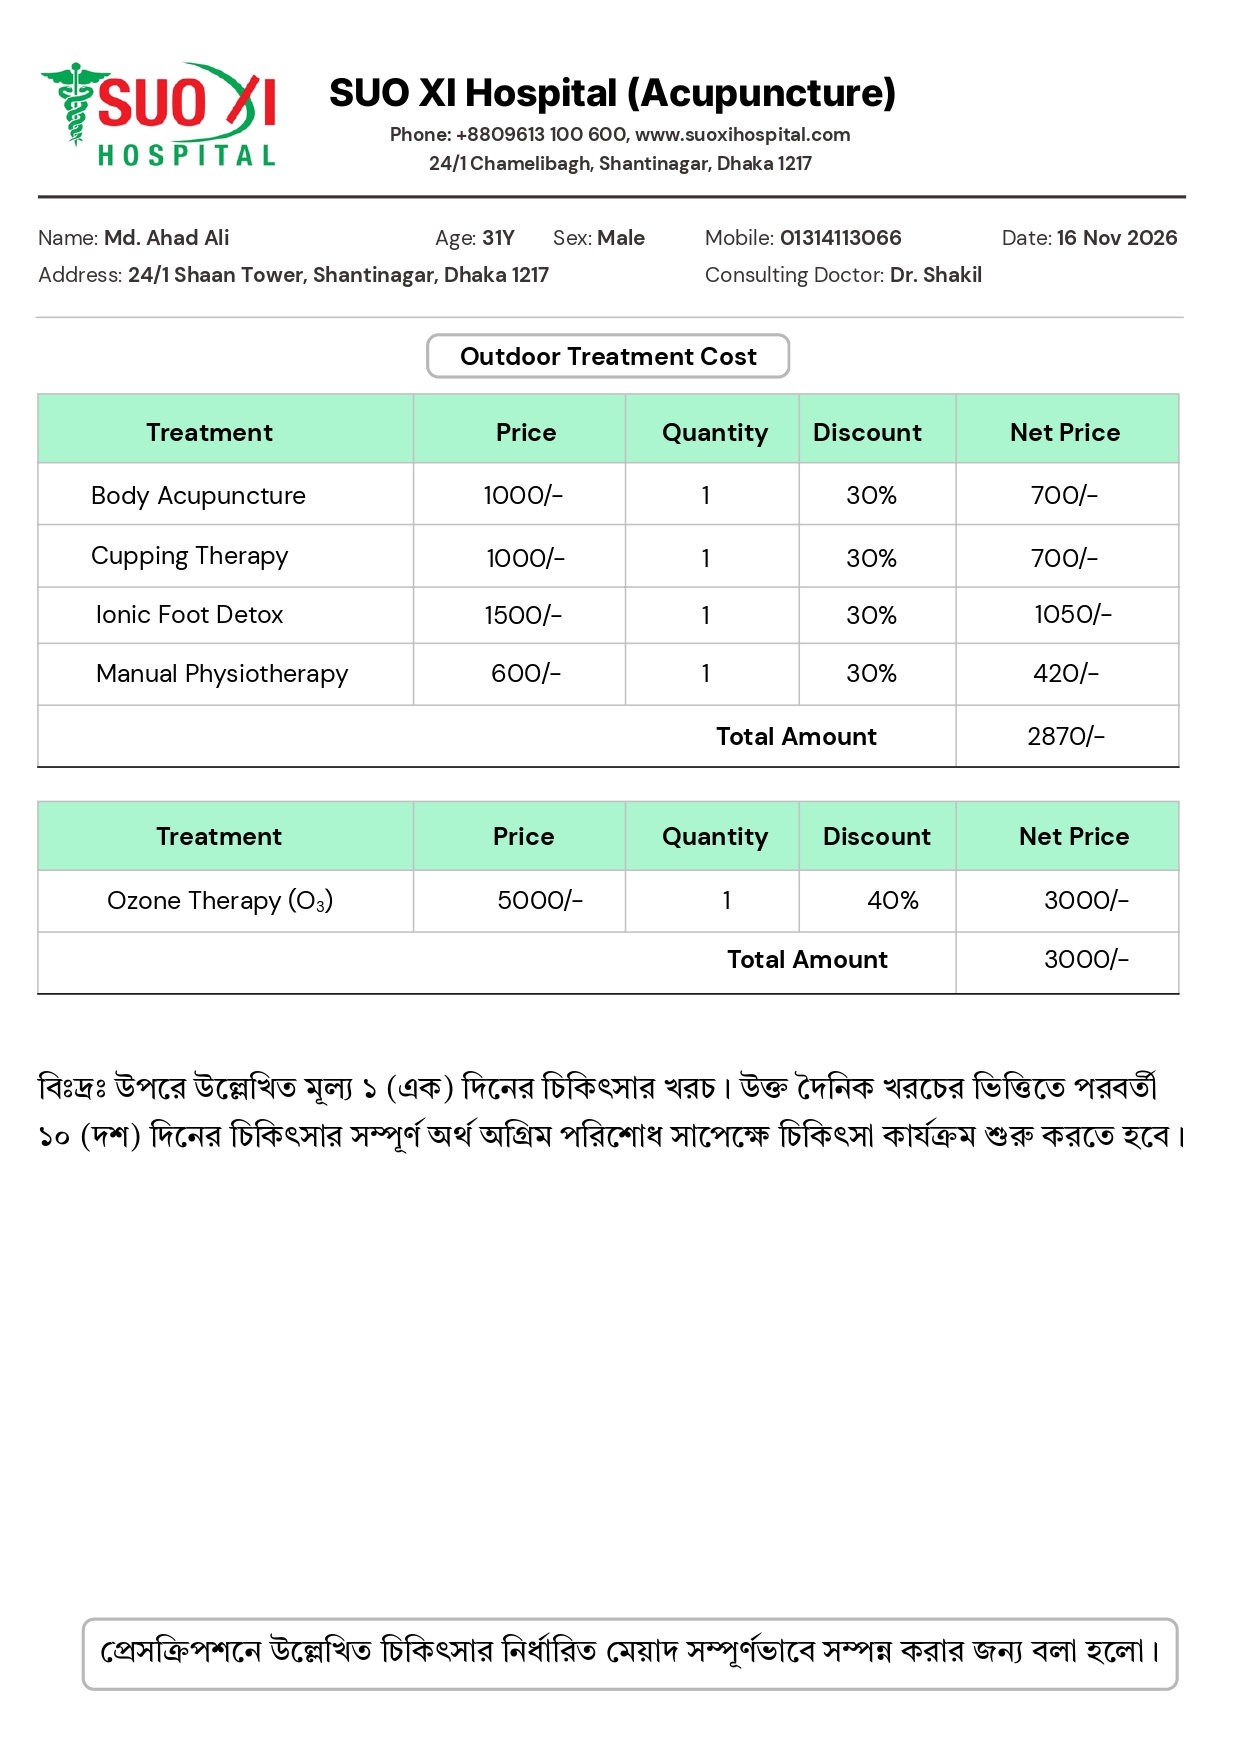 SUO XI
HOSPITAL
SUO XI Hospital (Acupuncture)
Phone: +8809613 100 600, www.suoxihospital.com
24/1 Chamelibagh, Shantinagar, Dhaka 1217
Name: Md. Ahad Ali Age: 31Y Sex: Male Mobile: 01314113066 Date: 16 Nov 2026
Address: 24/1 Shaan Tower, Shantinagar, Dhaka 1217 Consulting Doctor: Dr. Shakil
Outdoor Treatment Cost
Treatment Price Quantity Discount Net Price
Body Acupuncture 1000/- 1 30% 700/-
Cupping Therapy 1000/- 1 30% 700/-
Ionic Foot Detox 1500/- 1 30% 1050/-
Manual Physiotherapy 600/- 1 30% 420/-
Total Amount 2870/-
Treatment Price Quantity Discount Net Price
Ozone Therapy (O₃) 5000/- 1 40% 3000/-
Total Amount 3000/-
বিঃদ্রঃ উপরে উল্লেখিত মূল্য ১ (এক) দিনের চিকিৎসার খরচ। উক্ত দৈনিক খরচের ভিত্তিতে পরবর্তী
১০ (দশ) দিনের চিকিৎসার সম্পূর্ণ অর্থ অগ্রিম পরিশোধ সাপেক্ষে চিকিৎসা কার্যক্রম শুরু করতে হবে।
প্রেসক্রিপশনে উল্লেখিত চিকিৎসার নির্ধারিত মেয়াদ সম্পূর্ণভাবে সম্পন্ন করার জন্য বলা হলো।